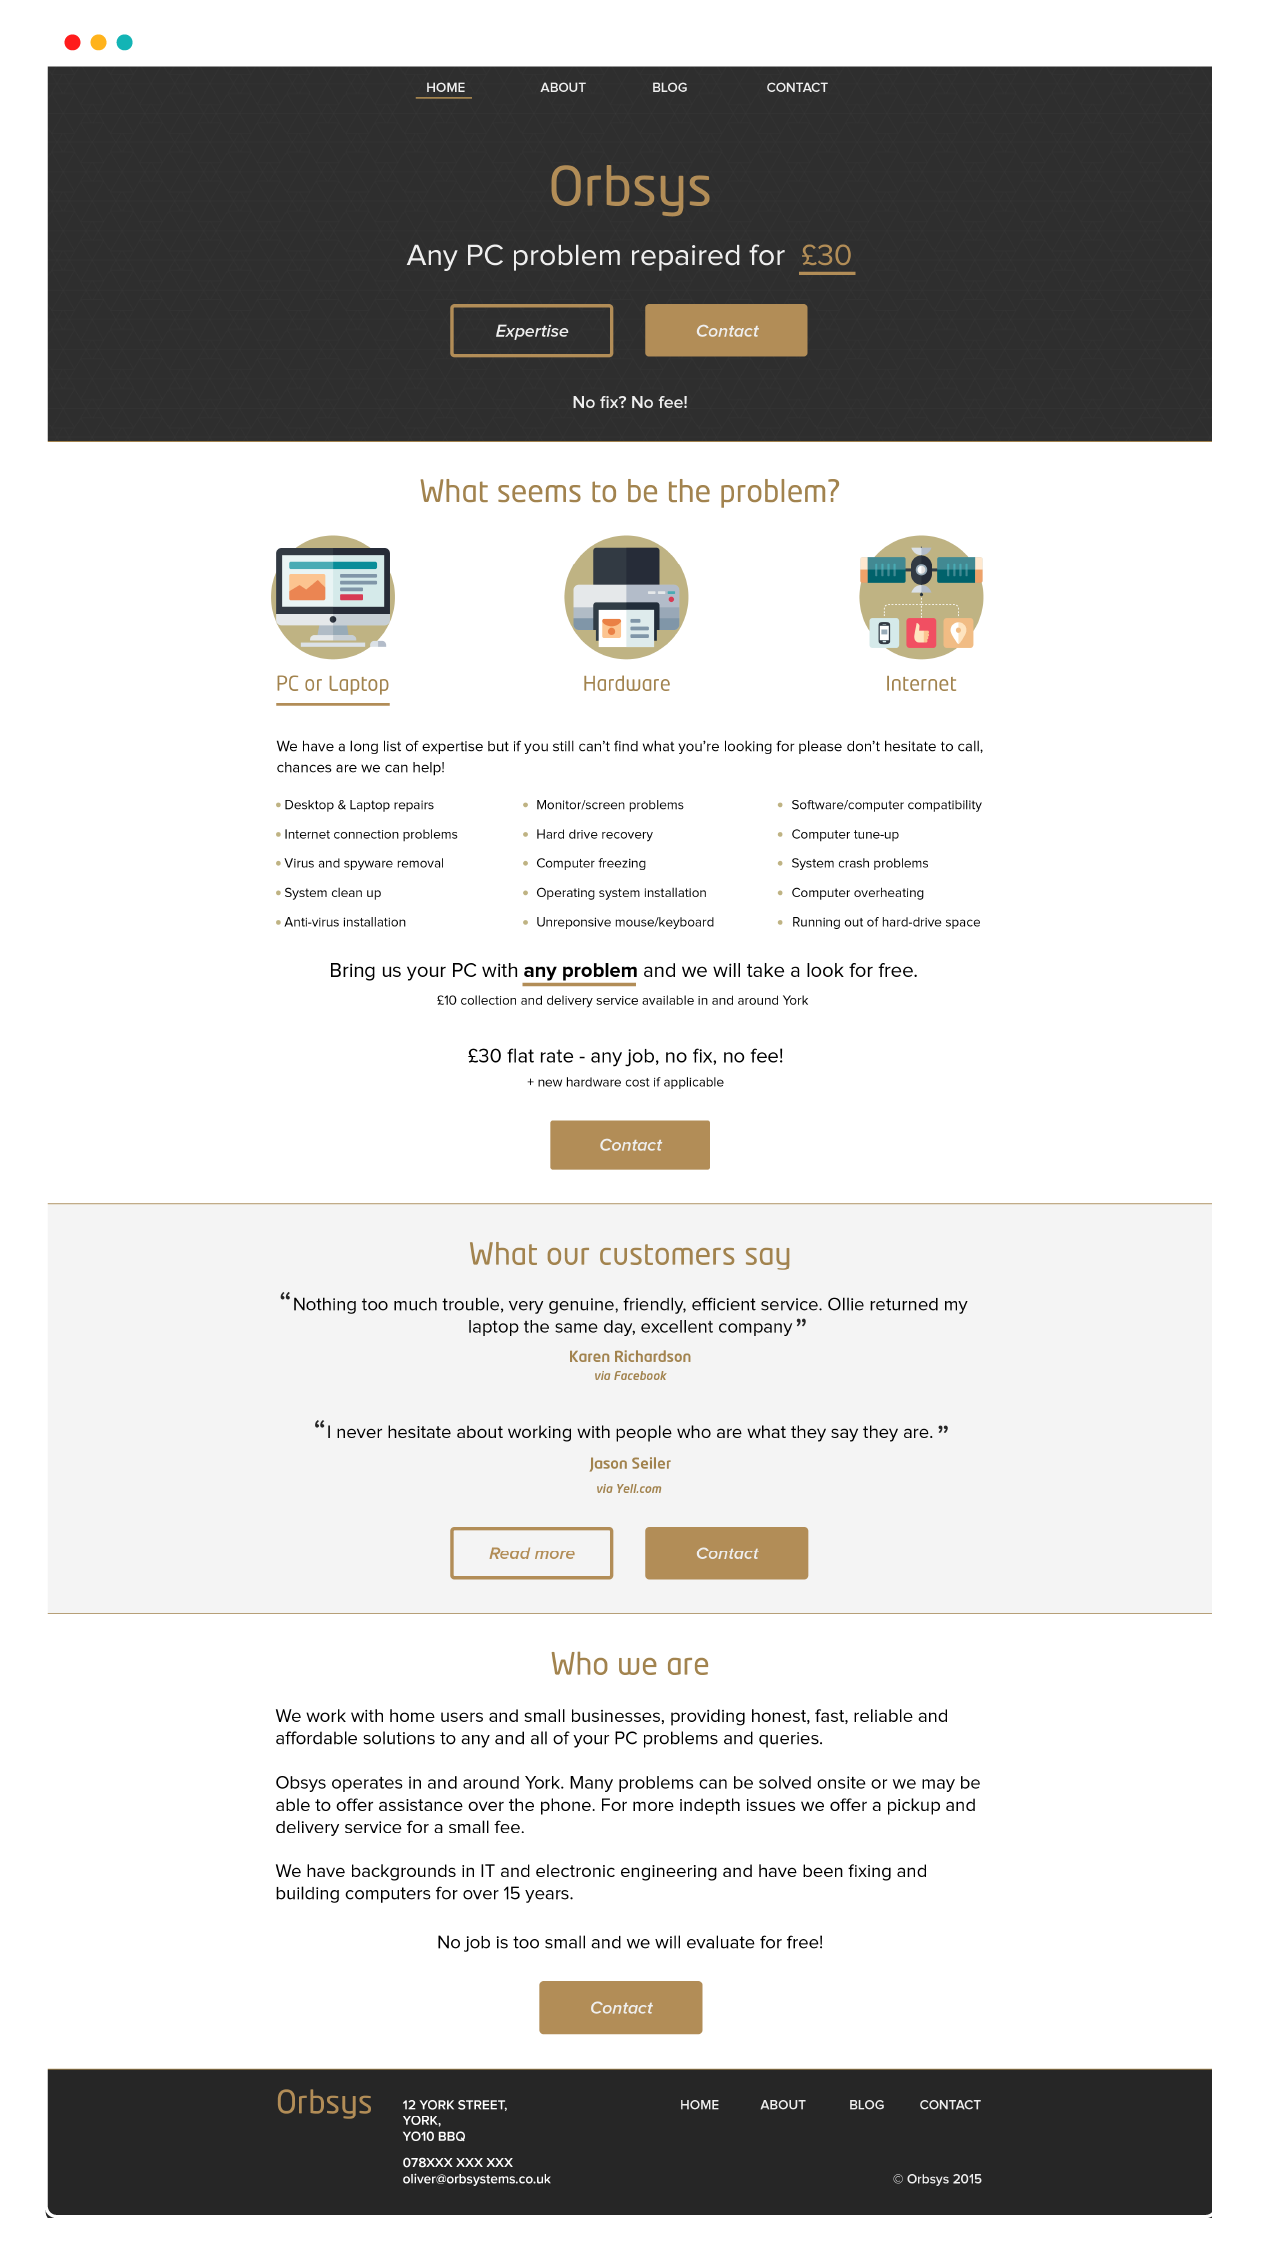 HOME ABOUT BLOG CONTACT
Orbsys
Any PC problem repaired for £30
Expertise Contact
No fix? No fee!
What seems to be the problem?
PC or Laptop Hardware Internet
We have a long list of expertise but if you still can't find what you're looking for please don't hesitate to call,
chances are we can help!
• Desktop & Laptop repairs • Monitor/screen problems • Software/computer compatibility
• Internet connection problems • Hard drive recovery • Computer tune-up
• Virus and spyware removal • Computer freezing • System crash problems
• System clean up • Operating system installation • Computer overheating
• Anti-virus installation • Unreponsive mouse/keyboard • Running out of hard-drive space
Bring us your PC with any problem and we will take a look for free.
£10 collection and delivery service available in and around York
£30 flat rate - any job, no fix, no fee!
+ new hardware cost if applicable
Contact
What our customers say
“Nothing too much trouble, very genuine, friendly, efficient service. Ollie returned my
laptop the same day, excellent company”
Karen Richardson
via Facebook
“I never hesitate about working with people who are what they say they are. ”
Jason Seiler
via Yell.com
Read more Contact
Who we are
We work with home users and small businesses, providing honest, fast, reliable and
affordable solutions to any and all of your PC problems and queries.
Obsys operates in and around York. Many problems can be solved onsite or we may be
able to offer assistance over the phone. For more indepth issues we offer a pickup and
delivery service for a small fee.
We have backgrounds in IT and electronic engineering and have been fixing and
building computers for over 15 years.
No job is too small and we will evaluate for free!
Contact
Orbsys
12 YORK STREET,
YORK,
YO10 BBQ
078XXX XXX XXX
oliver@orbsystems.co.uk
HOME ABOUT BLOG CONTACT
© Orbsys 2015